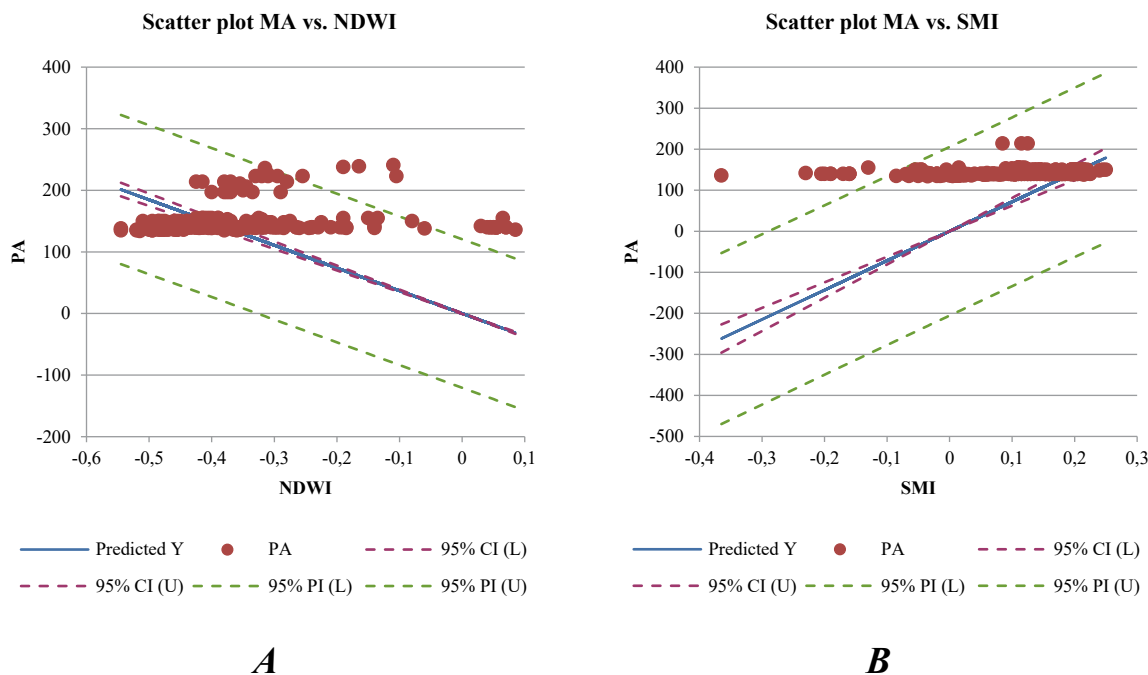 Scatter plot MA vs. NDWI
400
300
200
100
0
-100
-200
PA
-0,6 -0,5 -0,4 -0,3 -0,2 -0,1 0 0,1
NDWI
Predicted Y PA 95% CI (L)
95% CI (U) 95% PI (L) 95% PI (U)
A
Scatter plot MA vs. SMI
400
300
200
100
0
-100
-200
-300
-400
-500
PA
-0,4 -0,3 -0,2 -0,1 0 0,1 0,2 0,3
SMI
Predicted Y PA 95% CI (L)
95% CI (U) 95% PI (L) 95% PI (U)
B